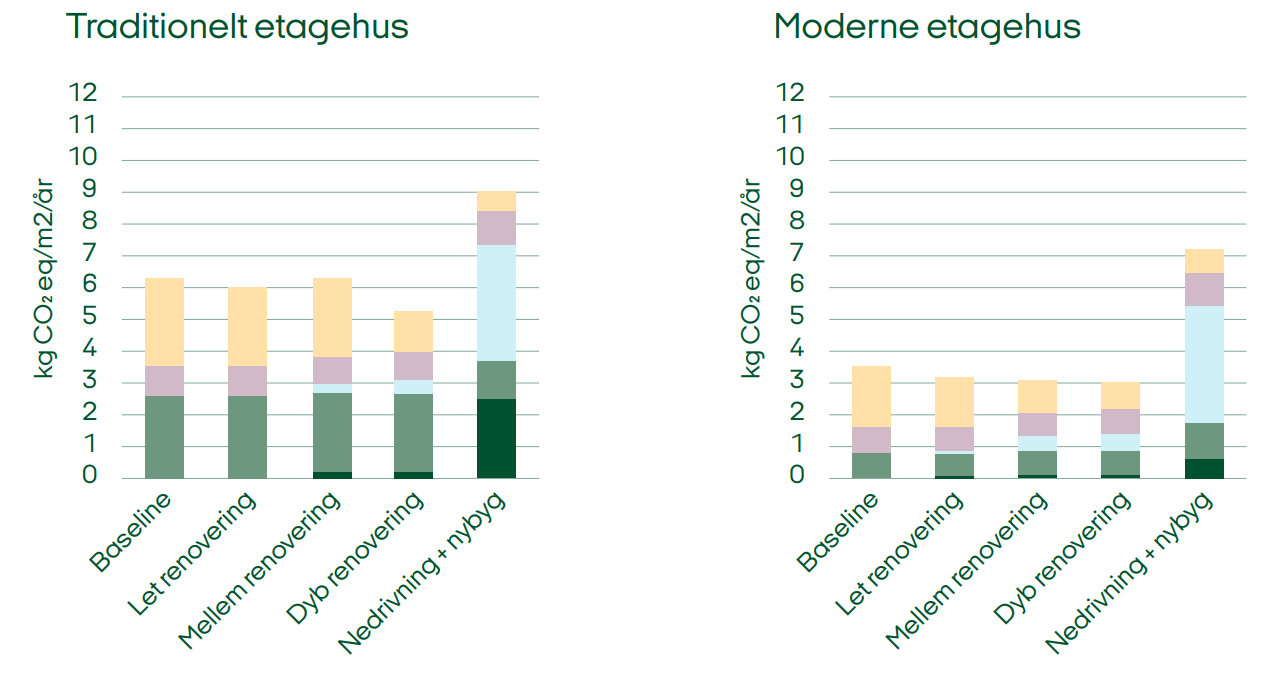 Traditionelt etagehus
kg CO₂ eq/m2/år
12
11
10
9
8
7
6
5
4
3
2
1
0
Baseline
Let renovering
Mellem renovering
Dyb renovering
Nedrivning + nybyg
Moderne etagehus
kg CO₂ eq/m2/år
12
11
10
9
8
7
6
5
4
3
2
1
0
Baseline
Let renovering
Mellem renovering
Dyb renovering
Nedrivning + nybyg